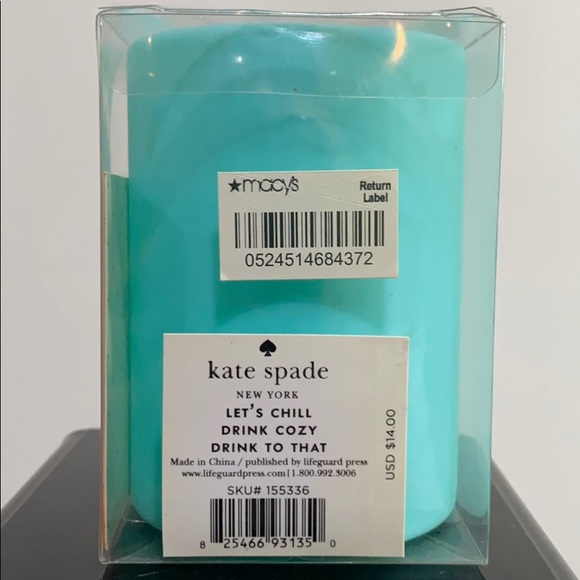 ★macy's Return
Label
0524514684372
kate spade
NEW YORK
LET'S CHILL
DRINK COZY
DRINK TO THAT
Made in China / published by lifeguard press
www.lifeguardpress.com | 1.800.992.3006
SKU# 155336
8 25466 93135 0
USD $14.00